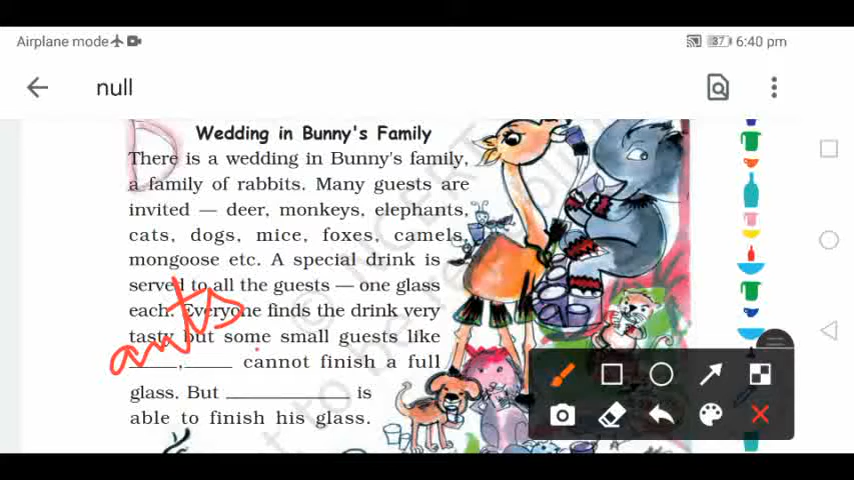 Airplane mode
37 6:40 pm
null
Wedding in Bunny's Family
There is a wedding in Bunny's family,
a family of rabbits. Many guests are
invited — deer, monkeys, elephants,
cats, dogs, mice, foxes, camels,
mongoose etc. A special drink is
served to all the guests — one glass
each. Everyone finds the drink very
tasty but some small guests like
ants
_____, _____ cannot finish a full
glass. But _____________ is
able to finish his glass.